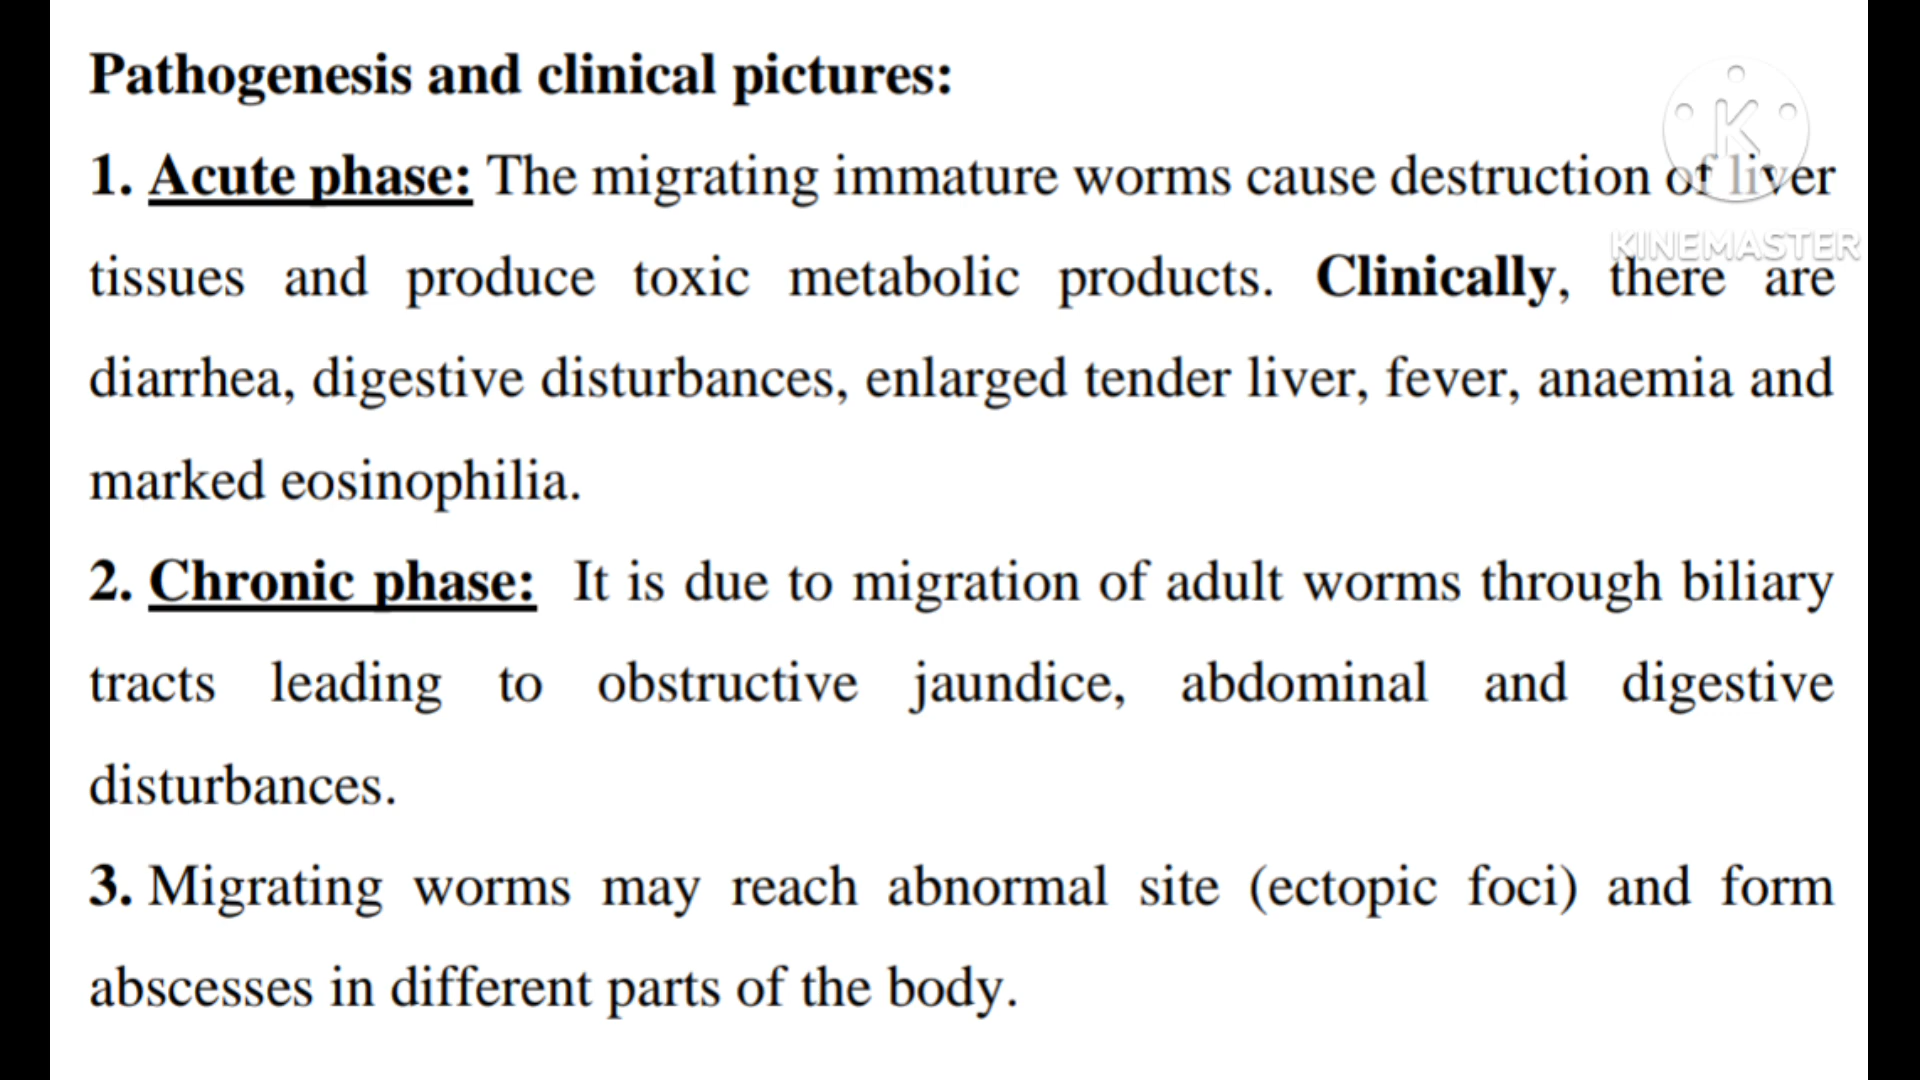 Pathogenesis and clinical pictures:
1. Acute phase: The migrating immature worms cause destruction of liver
tissues and produce toxic metabolic products. Clinically, there are
diarrhea, digestive disturbances, enlarged tender liver, fever, anaemia and
marked eosinophilia.
2. Chronic phase: It is due to migration of adult worms through biliary
tracts leading to obstructive jaundice, abdominal and digestive
disturbances.
3. Migrating worms may reach abnormal site (ectopic foci) and form
abscesses in different parts of the body.
K
KINEMASTER